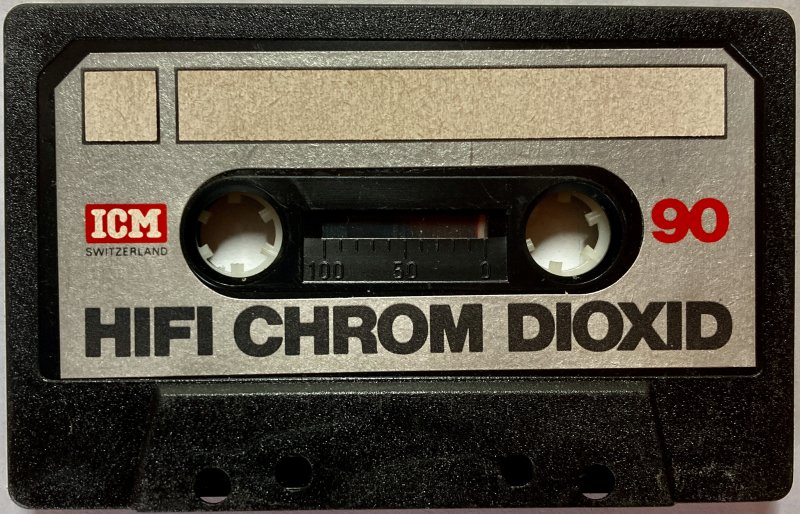 ICM
SWITZERLAND
90
100 50 0
HIFI CHROM DIOXID